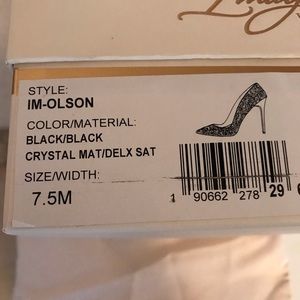 STYLE:
IM-OLSON
COLOR/MATERIAL:
BLACK/BLACK
CRYSTAL MAT/DELX SAT
SIZE/WIDTH:
7.5M
1 90662 278 29